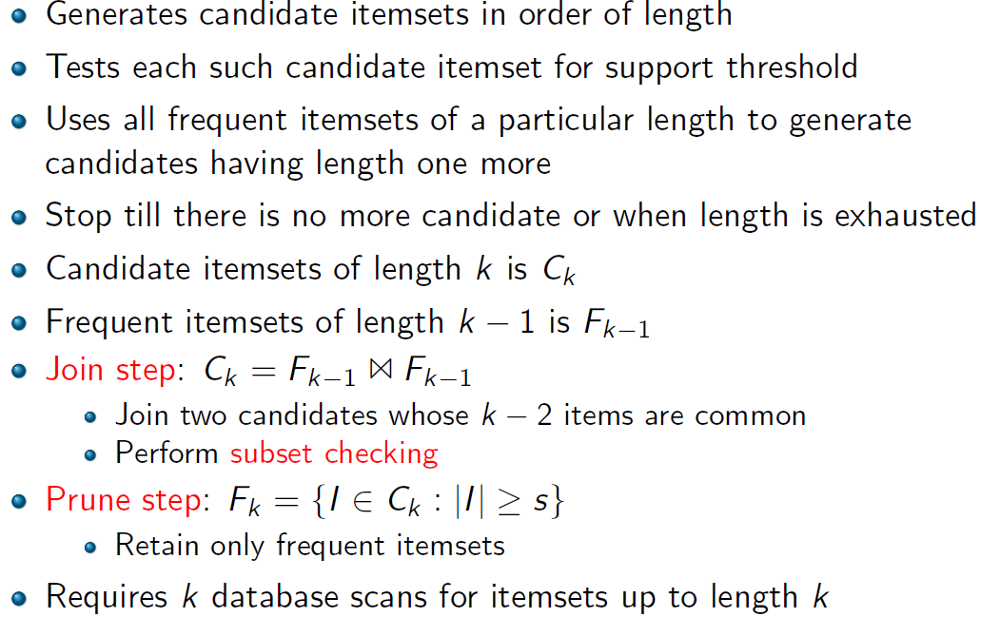 Generates candidate itemsets in order of length
Tests each such candidate itemset for support threshold
Uses all frequent itemsets of a particular length to generate
candidates having length one more
Stop till there is no more candidate or when length is exhausted
Candidate itemsets of length k is C_k
Frequent itemsets of length k − 1 is F_{k−1}
Join step: C_k = F_{k−1} ⋈ F_{k−1}
Join two candidates whose k − 2 items are common
Perform subset checking
Prune step: F_k = {I ∈ C_k : |I| ≥ s}
Retain only frequent itemsets
Requires k database scans for itemsets up to length k